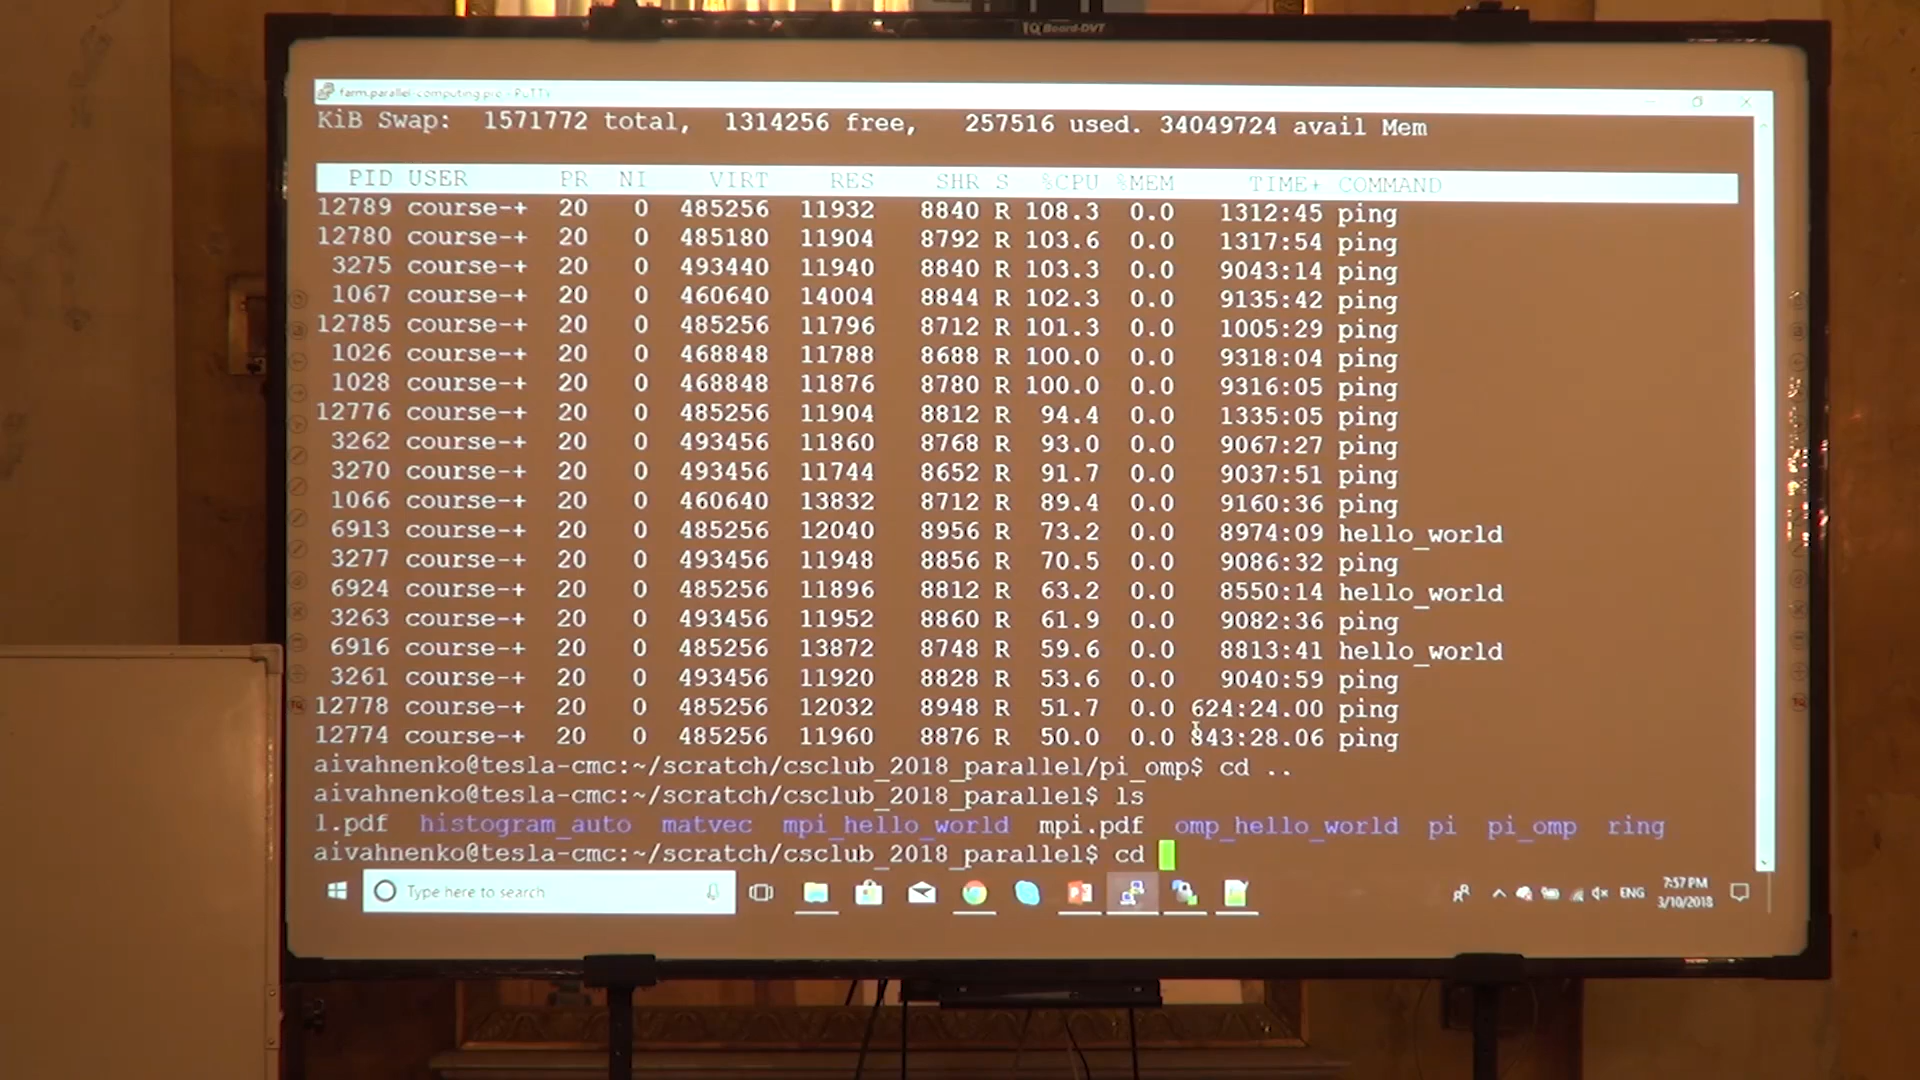 IQBoard-DVT
farm.parallel-computing.pro - PuTTY
KiB Swap: 1571772 total, 1314256 free, 257516 used. 34049724 avail Mem
PID USER PR NI VIRT RES SHR S %CPU %MEM TIME+ COMMAND
12789 course-+ 20 0 485256 11932 8840 R 108.3 0.0 1312:45 ping
12780 course-+ 20 0 485180 11904 8792 R 103.6 0.0 1317:54 ping
3275 course-+ 20 0 493440 11940 8840 R 103.3 0.0 9043:14 ping
1067 course-+ 20 0 460640 14004 8844 R 102.3 0.0 9135:42 ping
12785 course-+ 20 0 485256 11796 8712 R 101.3 0.0 1005:29 ping
1026 course-+ 20 0 468848 11788 8688 R 100.0 0.0 9318:04 ping
1028 course-+ 20 0 468848 11876 8780 R 100.0 0.0 9316:05 ping
12776 course-+ 20 0 485256 11904 8812 R 94.4 0.0 1335:05 ping
3262 course-+ 20 0 493456 11860 8768 R 93.0 0.0 9067:27 ping
3270 course-+ 20 0 493456 11744 8652 R 91.7 0.0 9037:51 ping
1066 course-+ 20 0 460640 13832 8712 R 89.4 0.0 9160:36 ping
6913 course-+ 20 0 485256 12040 8956 R 73.2 0.0 8974:09 hello_world
3277 course-+ 20 0 493456 11948 8856 R 70.5 0.0 9086:32 ping
6924 course-+ 20 0 485256 11896 8812 R 63.2 0.0 8550:14 hello_world
3263 course-+ 20 0 493456 11952 8860 R 61.9 0.0 9082:36 ping
6916 course-+ 20 0 485256 13872 8748 R 59.6 0.0 8813:41 hello_world
3261 course-+ 20 0 493456 11920 8828 R 53.6 0.0 9040:59 ping
12778 course-+ 20 0 485256 12032 8948 R 51.7 0.0 624:24.00 ping
12774 course-+ 20 0 485256 11960 8876 R 50.0 0.0 843:28.06 ping
aivahnenko@tesla-cmc:~/scratch/csclub_2018_parallel/pi_omp$ cd ..
aivahnenko@tesla-cmc:~/scratch/csclub_2018_parallel$ ls
1.pdf histogram_auto matvec mpi_hello_world mpi.pdf omp_hello_world pi pi_omp ring
aivahnenko@tesla-cmc:~/scratch/csclub_2018_parallel$ cd
Type here to search
ENG
7:57 PM
3/10/2018